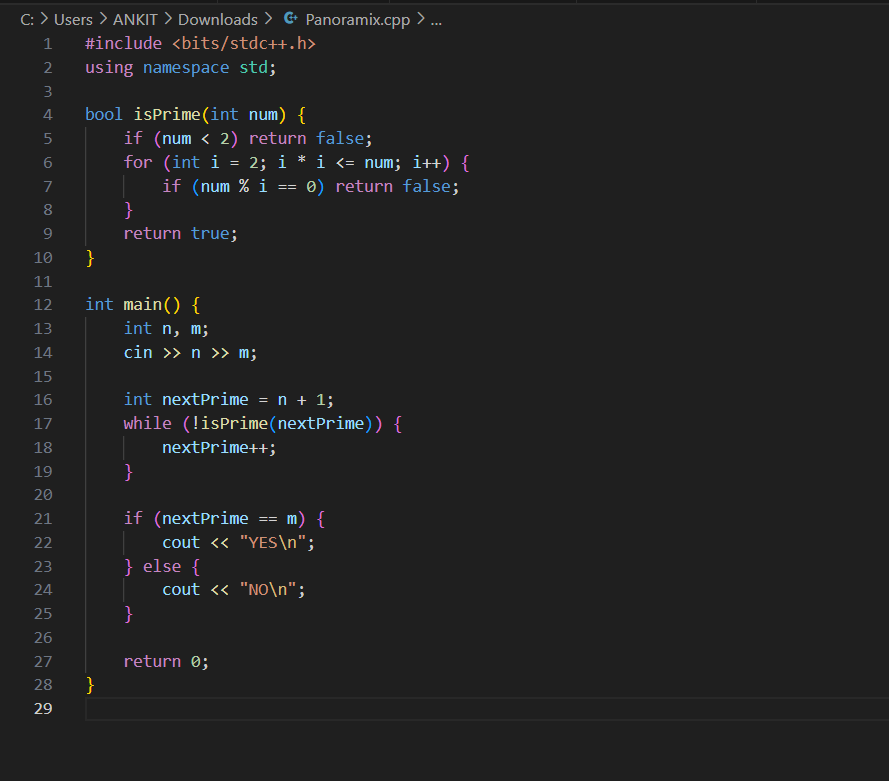 C: > Users > ANKIT > Downloads > Panoramix.cpp > ...
1 #include <bits/stdc++.h>
2 using namespace std;
3
4 bool isPrime(int num) {
5     if (num < 2) return false;
6     for (int i = 2; i * i <= num; i++) {
7         if (num % i == 0) return false;
8     }
9     return true;
10 }
11
12 int main() {
13     int n, m;
14     cin >> n >> m;
15
16     int nextPrime = n + 1;
17     while (!isPrime(nextPrime)) {
18         nextPrime++;
19     }
20
21     if (nextPrime == m) {
22         cout << "YES\n";
23     } else {
24         cout << "NO\n";
25     }
26
27     return 0;
28 }
29